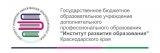 Государственное бюджетное
образовательное учреждение
дополнительного
профессионального образования
"Институт развития образования"
Краснодарского края